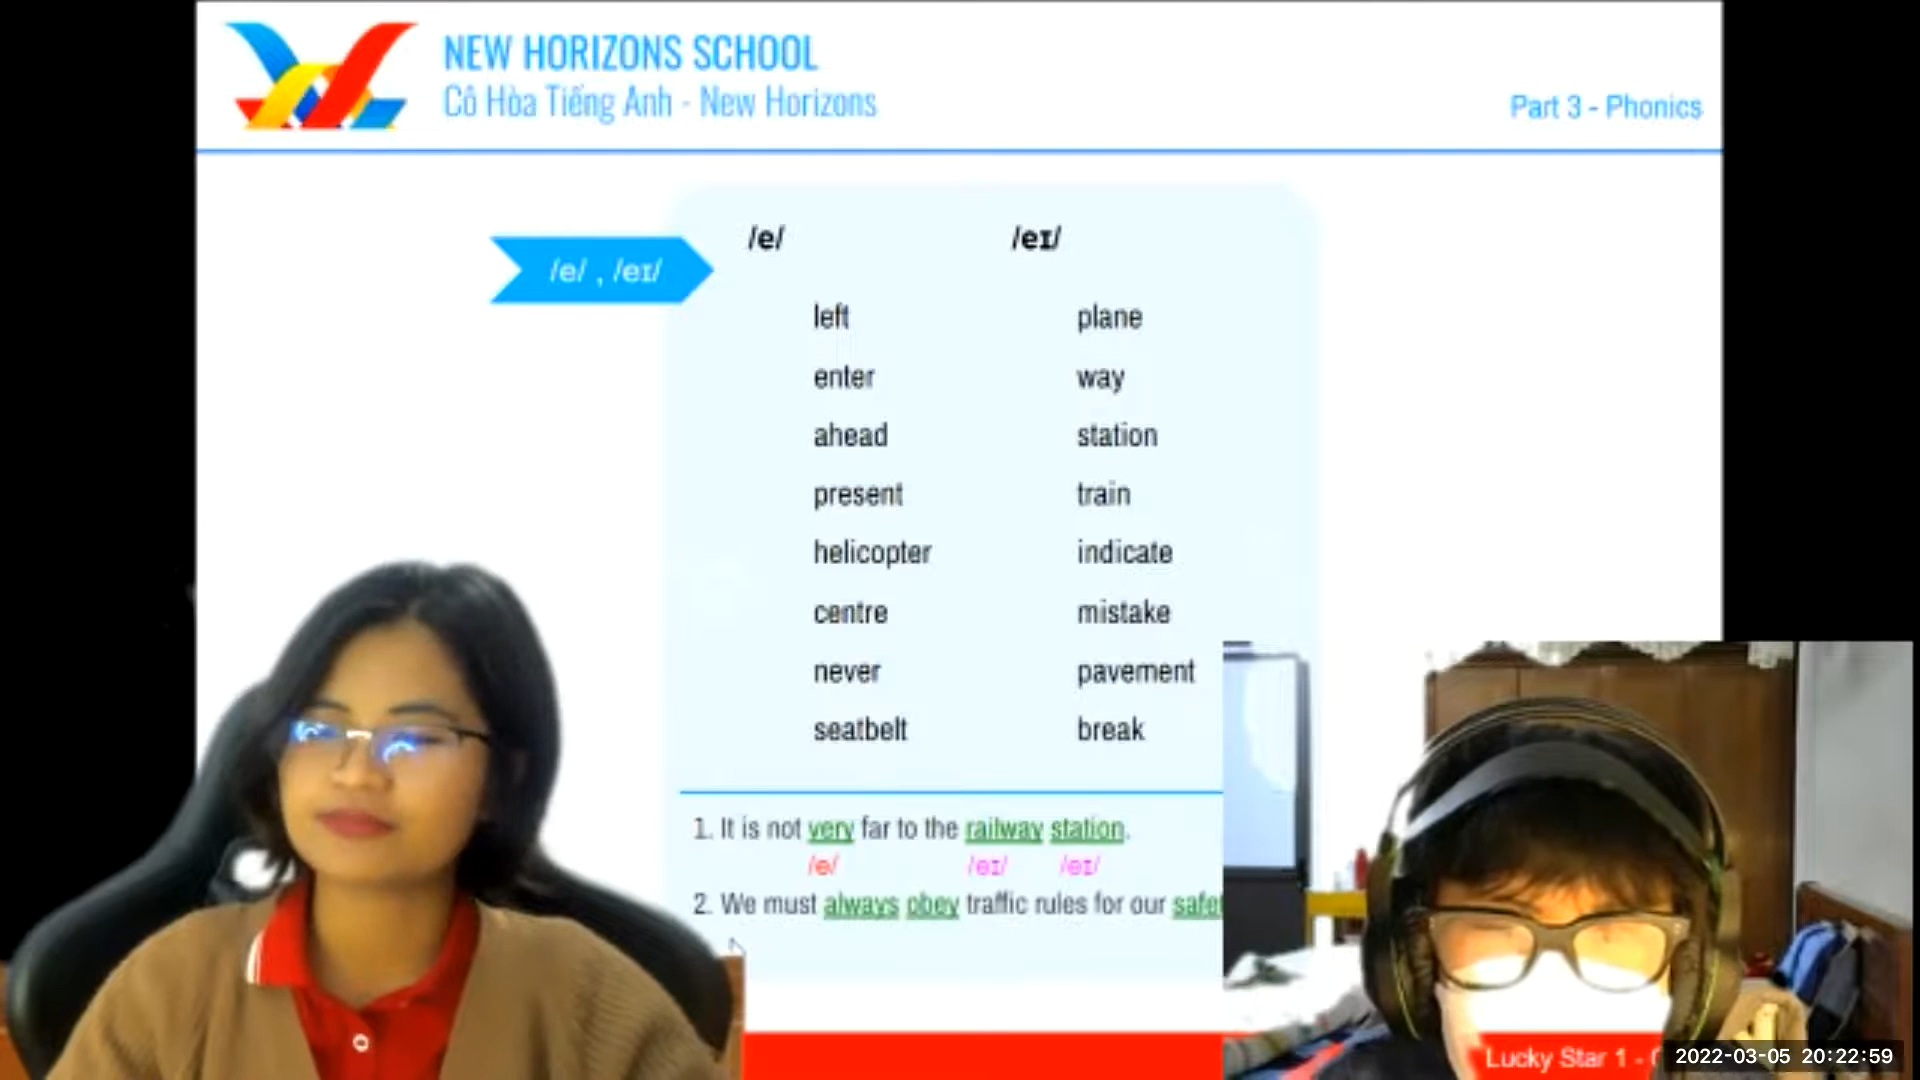 NEW HORIZONS SCHOOL
Cô Hòa Tiếng Anh - New Horizons
Part 3 - Phonics
/e/ , /eɪ/
/e/ /eɪ/
left plane
enter way
ahead station
present train
helicopter indicate
centre mistake
never pavement
seatbelt break
1. It is not very far to the railway station.
/e/ /eɪ/ /eɪ/
2. We must always obey traffic rules for our
Lucky Star 1 -
2022-03-05 20:22:59